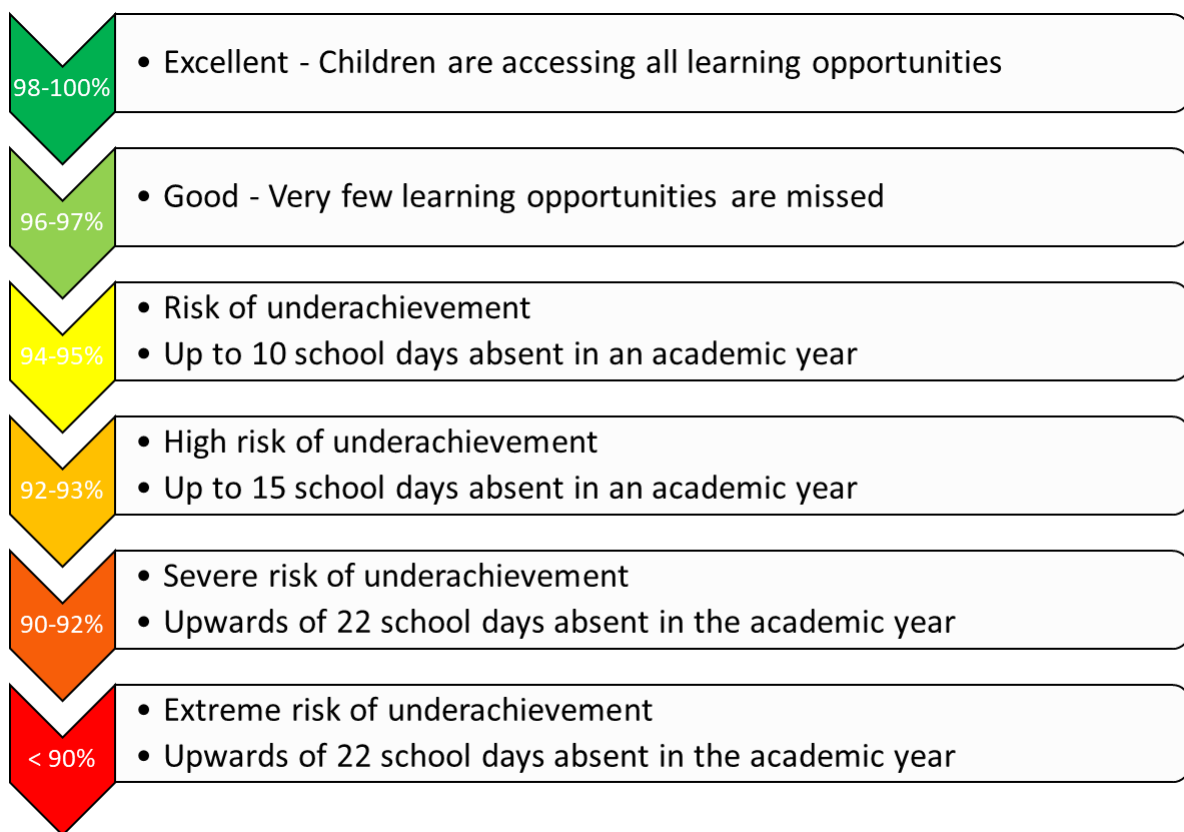 98-100%
• Excellent - Children are accessing all learning opportunities
96-97%
• Good - Very few learning opportunities are missed
94-95%
• Risk of underachievement
• Up to 10 school days absent in an academic year
92-93%
• High risk of underachievement
• Up to 15 school days absent in an academic year
90-92%
• Severe risk of underachievement
• Upwards of 22 school days absent in the academic year
< 90%
• Extreme risk of underachievement
• Upwards of 22 school days absent in the academic year